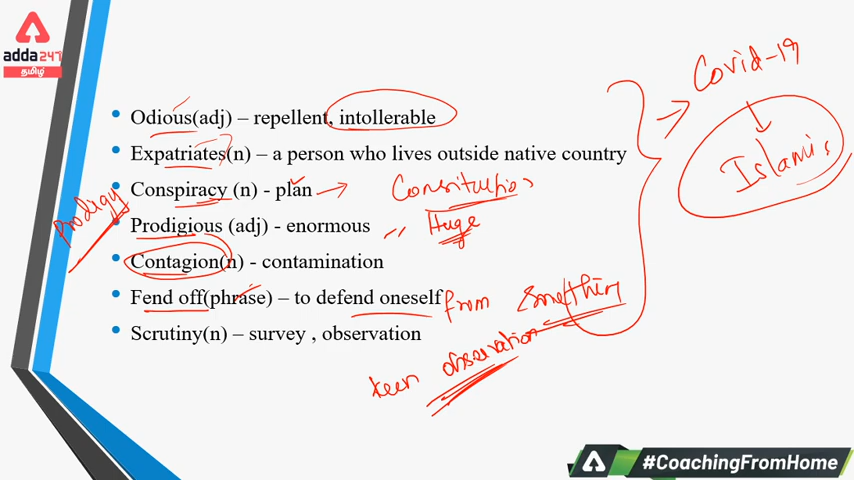 adda247
தமிழ்
Covid-19
Odious(adj) – repellent, intollerable
Expatriates(n) – a person who lives outside native country
Conspiracy (n) - plan
Prodigy
Prodigious (adj) - enormous
Huge
Contagion(n) - contamination
Fend off(phrase) – to defend oneself from something
Scrutiny(n) – survey , observation
keen observation
#CoachingFromHome